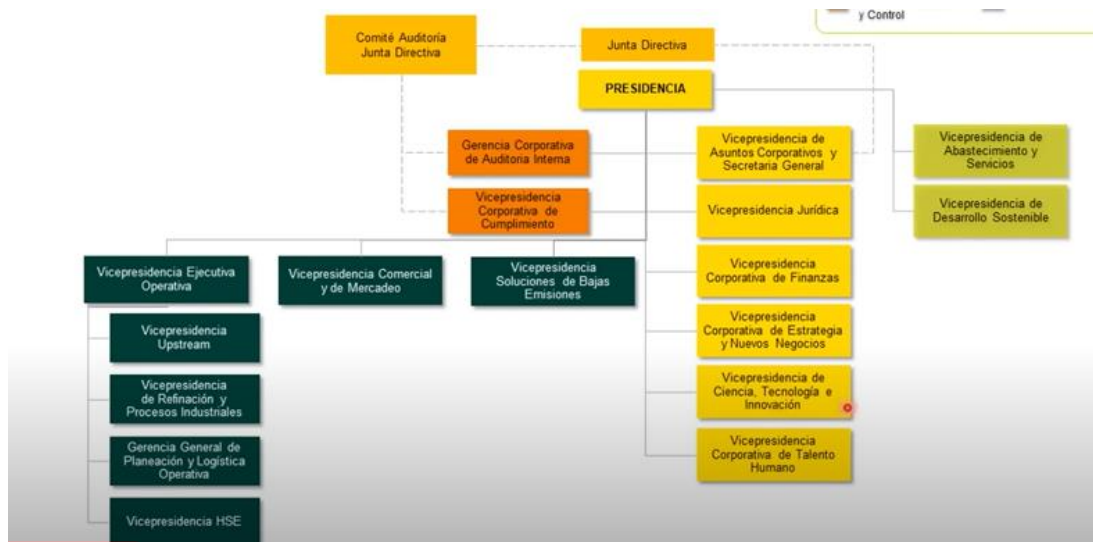 y Control
Comité Auditoría
Junta Directiva
Junta Directiva
PRESIDENCIA
Gerencia Corporativa
de Auditoria Interna
Vicepresidencia de
Asuntos Corporativos y
Secretaria General
Vicepresidencia de
Abastecimiento y
Servicios
Vicepresidencia
Corporativa de
Cumplimiento
Vicepresidencia Jurídica
Vicepresidencia de
Desarrollo Sostenible
Vicepresidencia Ejecutiva
Operativa
Vicepresidencia Comercial
y de Mercadeo
Vicepresidencia
Soluciones de Bajas
Emisiones
Vicepresidencia
Corporativa de Finanzas
Vicepresidencia
Upstream
Vicepresidencia
Corporativa de Estrategia
y Nuevos Negocios
Vicepresidencia
de Refinación y
Procesos Industriales
Vicepresidencia de
Ciencia, Tecnología e
Innovación
Gerencia General de
Planeación y Logística
Operativa
Vicepresidencia
Corporativa de Talento
Humano
Vicepresidencia HSE